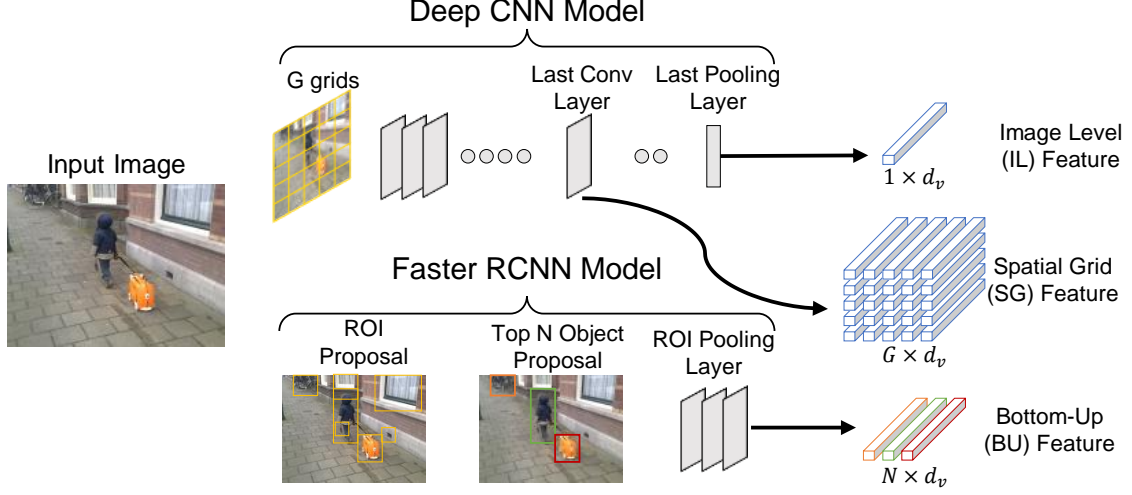 Deep CNN Model
G grids
Last Conv
Layer
Last Pooling
Layer
Image Level
(IL) Feature
1 × d_v
Input Image
Spatial Grid
(SG) Feature
G × d_v
Faster RCNN Model
ROI
Proposal
Top N Object
Proposal
ROI Pooling
Layer
Bottom-Up
(BU) Feature
N × d_v